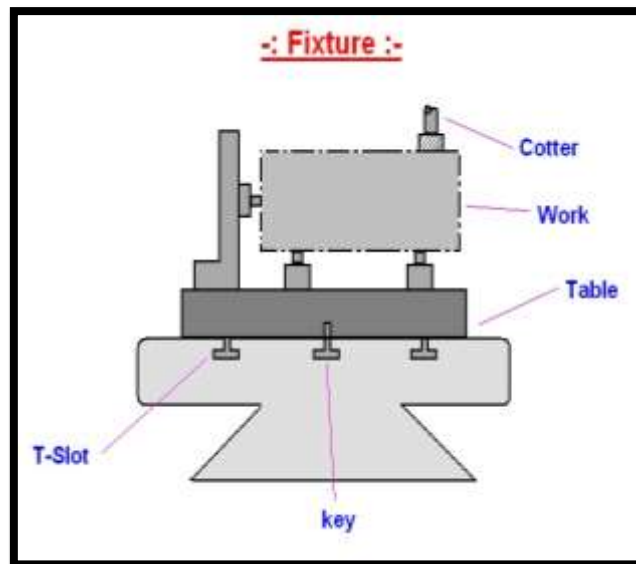 -: Fixture :-
Cotter
Work
Table
T-Slot
key